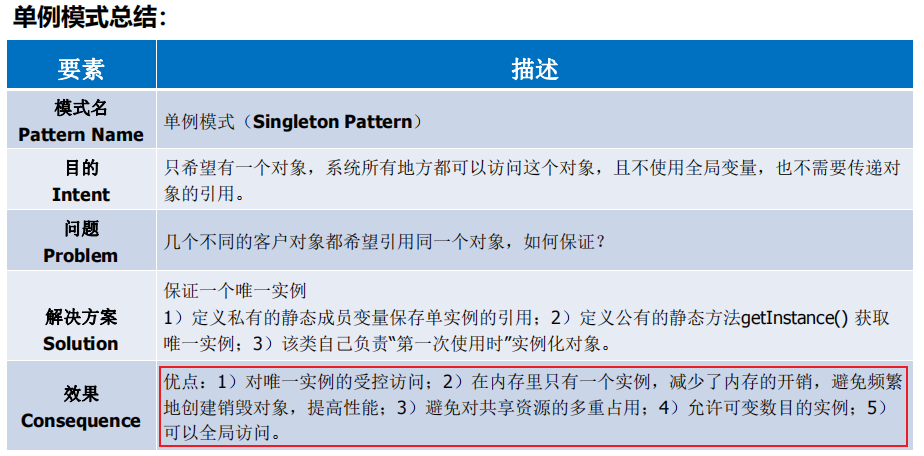 单例模式总结：
要素
描述
模式名
Pattern Name
单例模式（Singleton Pattern）
目的
Intent
只希望有一个对象，系统所有地方都可以访问这个对象，且不使用全局变量，也不需要传递对
象的引用。
问题
Problem
几个不同的客户对象都希望引用同一个对象，如何保证？
解决方案
Solution
保证一个唯一实例
1）定义私有的静态成员变量保存单实例的引用；2）定义公有的静态方法getInstance() 获取
唯一实例；3）该类自己负责“第一次使用时”实例化对象。
效果
Consequence
优点：1）对唯一实例的受控访问；2）在内存里只有一个实例，减少了内存的开销，避免频繁
地创建销毁对象，提高性能；3）避免对共享资源的多重占用；4）允许可变数目的实例；5）
可以全局访问。